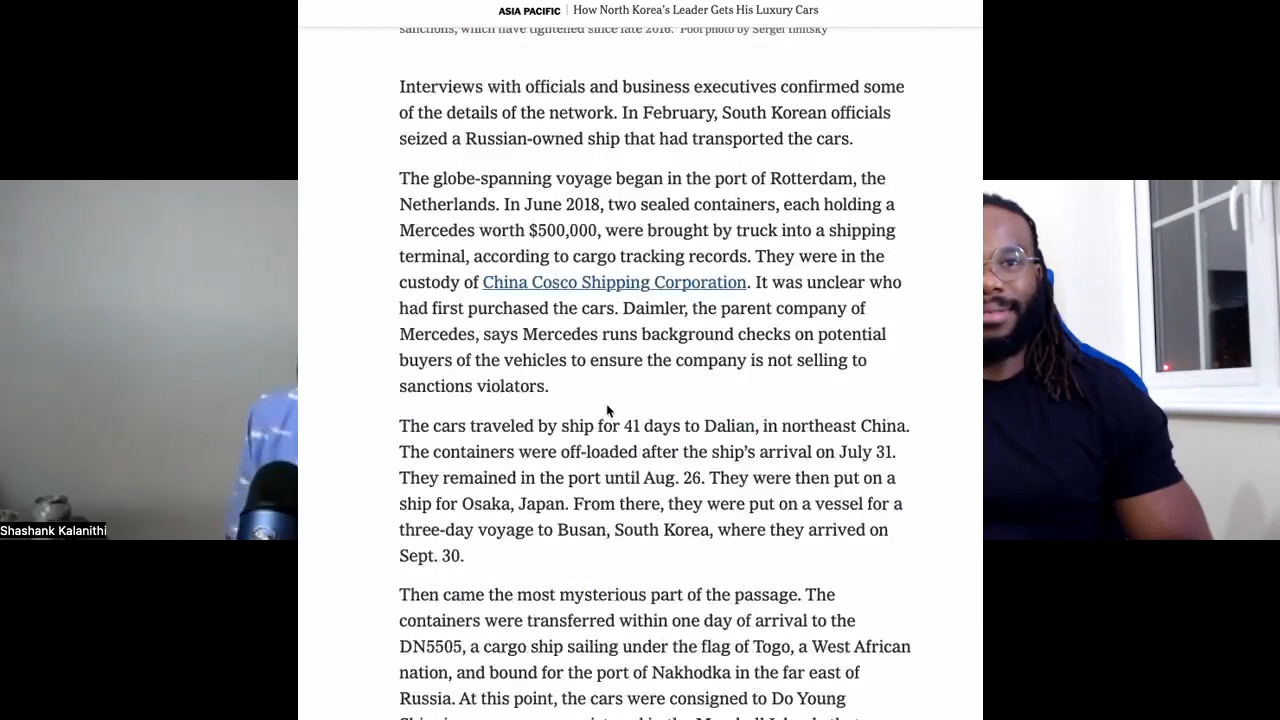 ASIA PACIFIC | How North Korea's Leader Gets His Luxury Cars
sanctions, which have tightened since late 2016. Pool photo by Sergei Ilnitsky
Interviews with officials and business executives confirmed some
of the details of the network. In February, South Korean officials
seized a Russian-owned ship that had transported the cars.
The globe-spanning voyage began in the port of Rotterdam, the
Netherlands. In June 2018, two sealed containers, each holding a
Mercedes worth $500,000, were brought by truck into a shipping
terminal, according to cargo tracking records. They were in the
custody of China Cosco Shipping Corporation. It was unclear who
had first purchased the cars. Daimler, the parent company of
Mercedes, says Mercedes runs background checks on potential
buyers of the vehicles to ensure the company is not selling to
sanctions violators.
The cars traveled by ship for 41 days to Dalian, in northeast China.
The containers were off-loaded after the ship's arrival on July 31.
They remained in the port until Aug. 26. They were then put on a
ship for Osaka, Japan. From there, they were put on a vessel for a
three-day voyage to Busan, South Korea, where they arrived on
Sept. 30.
Then came the most mysterious part of the passage. The
containers were transferred within one day of arrival to the
DN5505, a cargo ship sailing under the flag of Togo, a West African
nation, and bound for the port of Nakhodka in the far east of
Russia. At this point, the cars were consigned to Do Young
Shashank Kalanithi